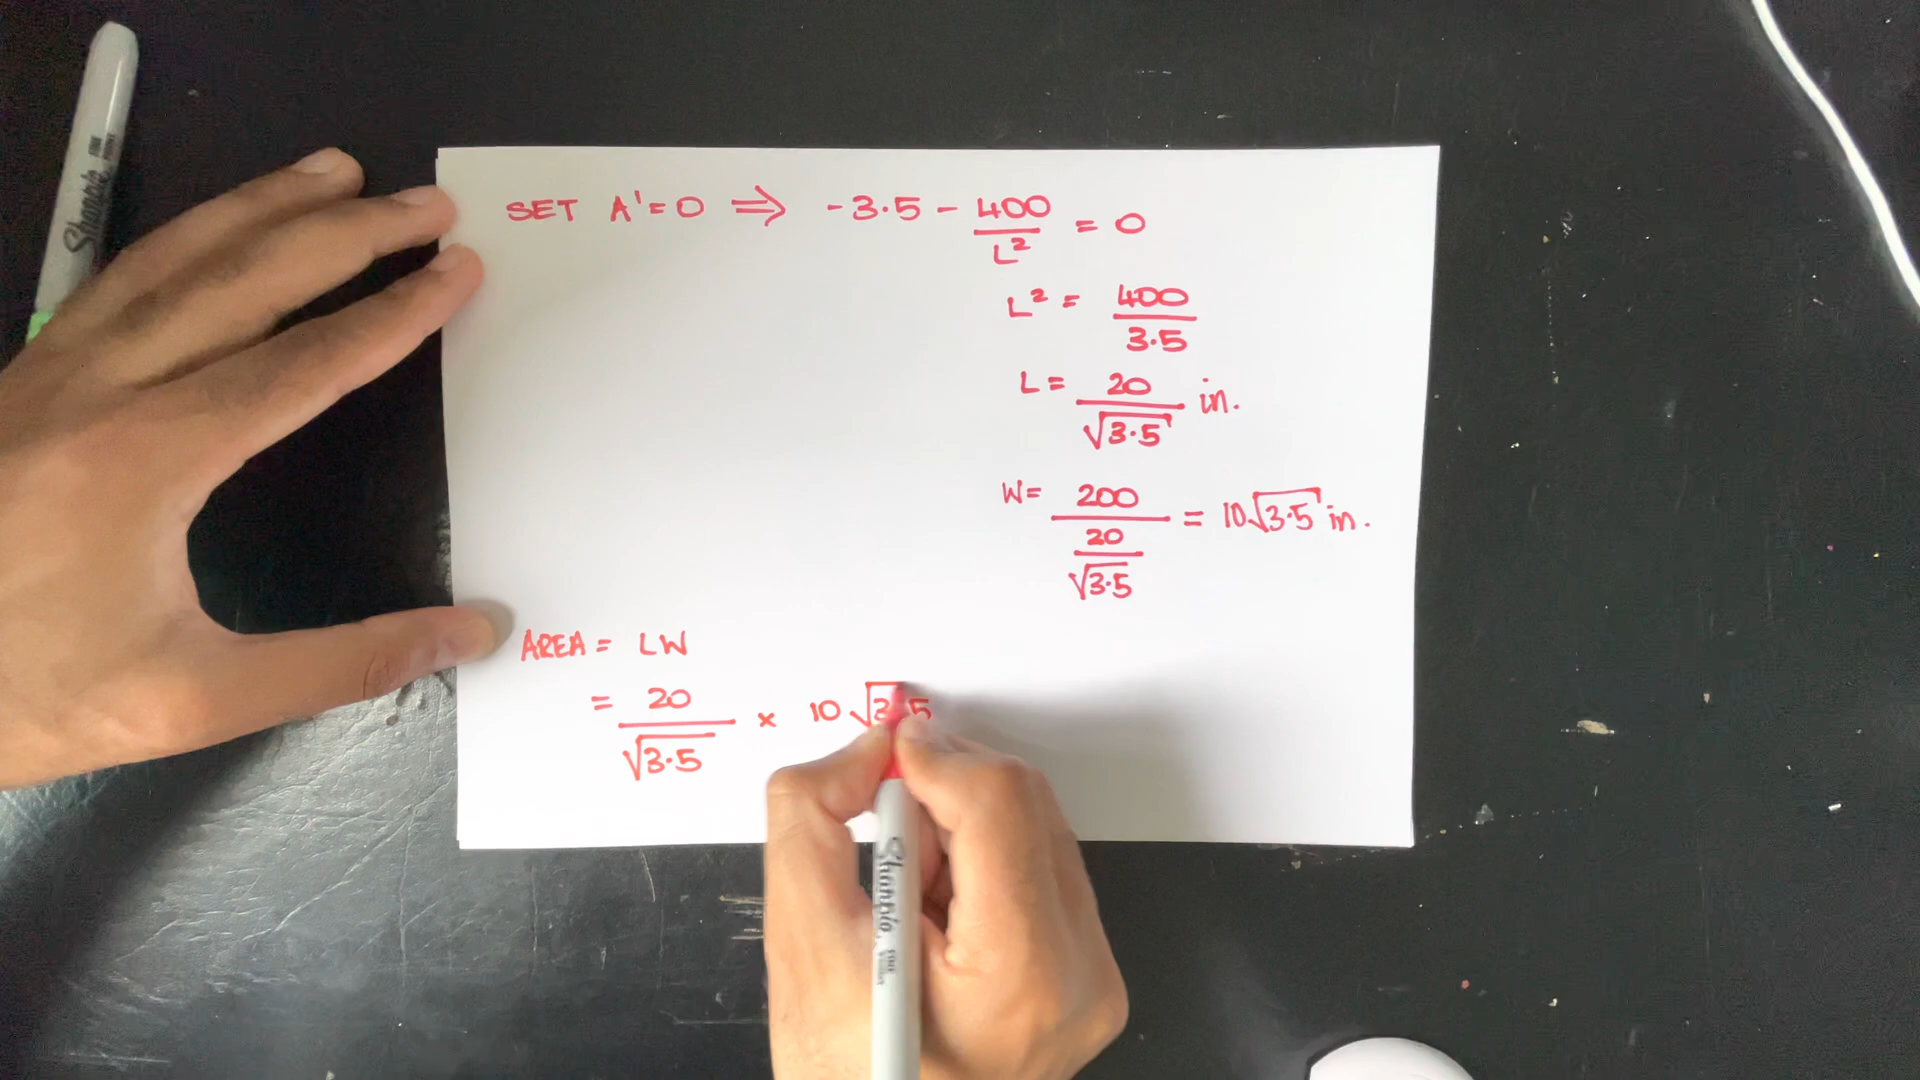 SET A' = 0 ⇒ -3.5 - 400/L² = 0
L² = 400/3.5
L = 20/√3.5 in.
W = 200/(20/√3.5) = 10√3.5 in.
AREA = LW
= 20/√3.5 × 10√3.5
Sharpie
Sharpie